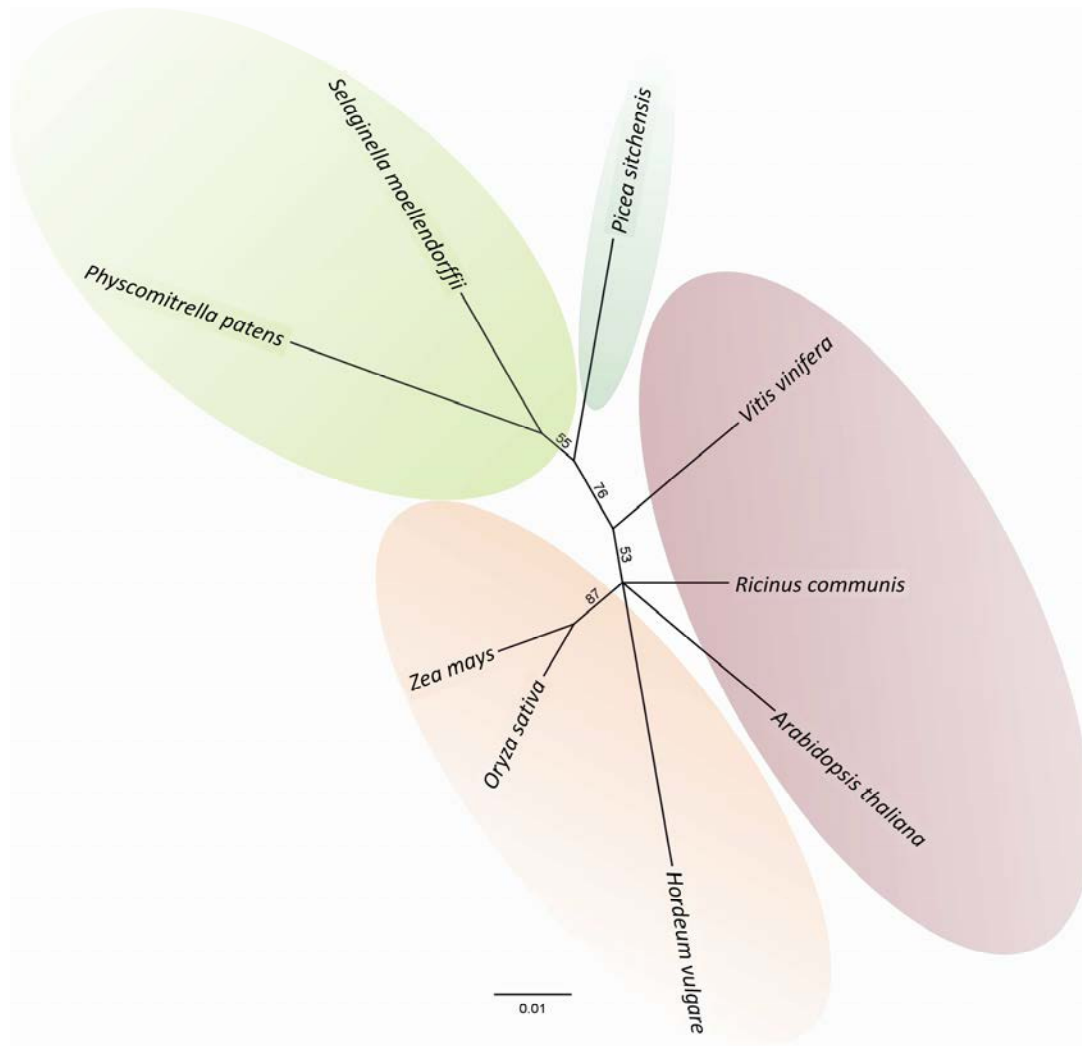 Selaginella moellendorffii
Picea sitchensis
Physcomitrella patens
Vitis vinifera
55
76
53
Ricinus communis
87
Zea mays
Oryza sativa
Arabidopsis thaliana
Hordeum vulgare
0.01